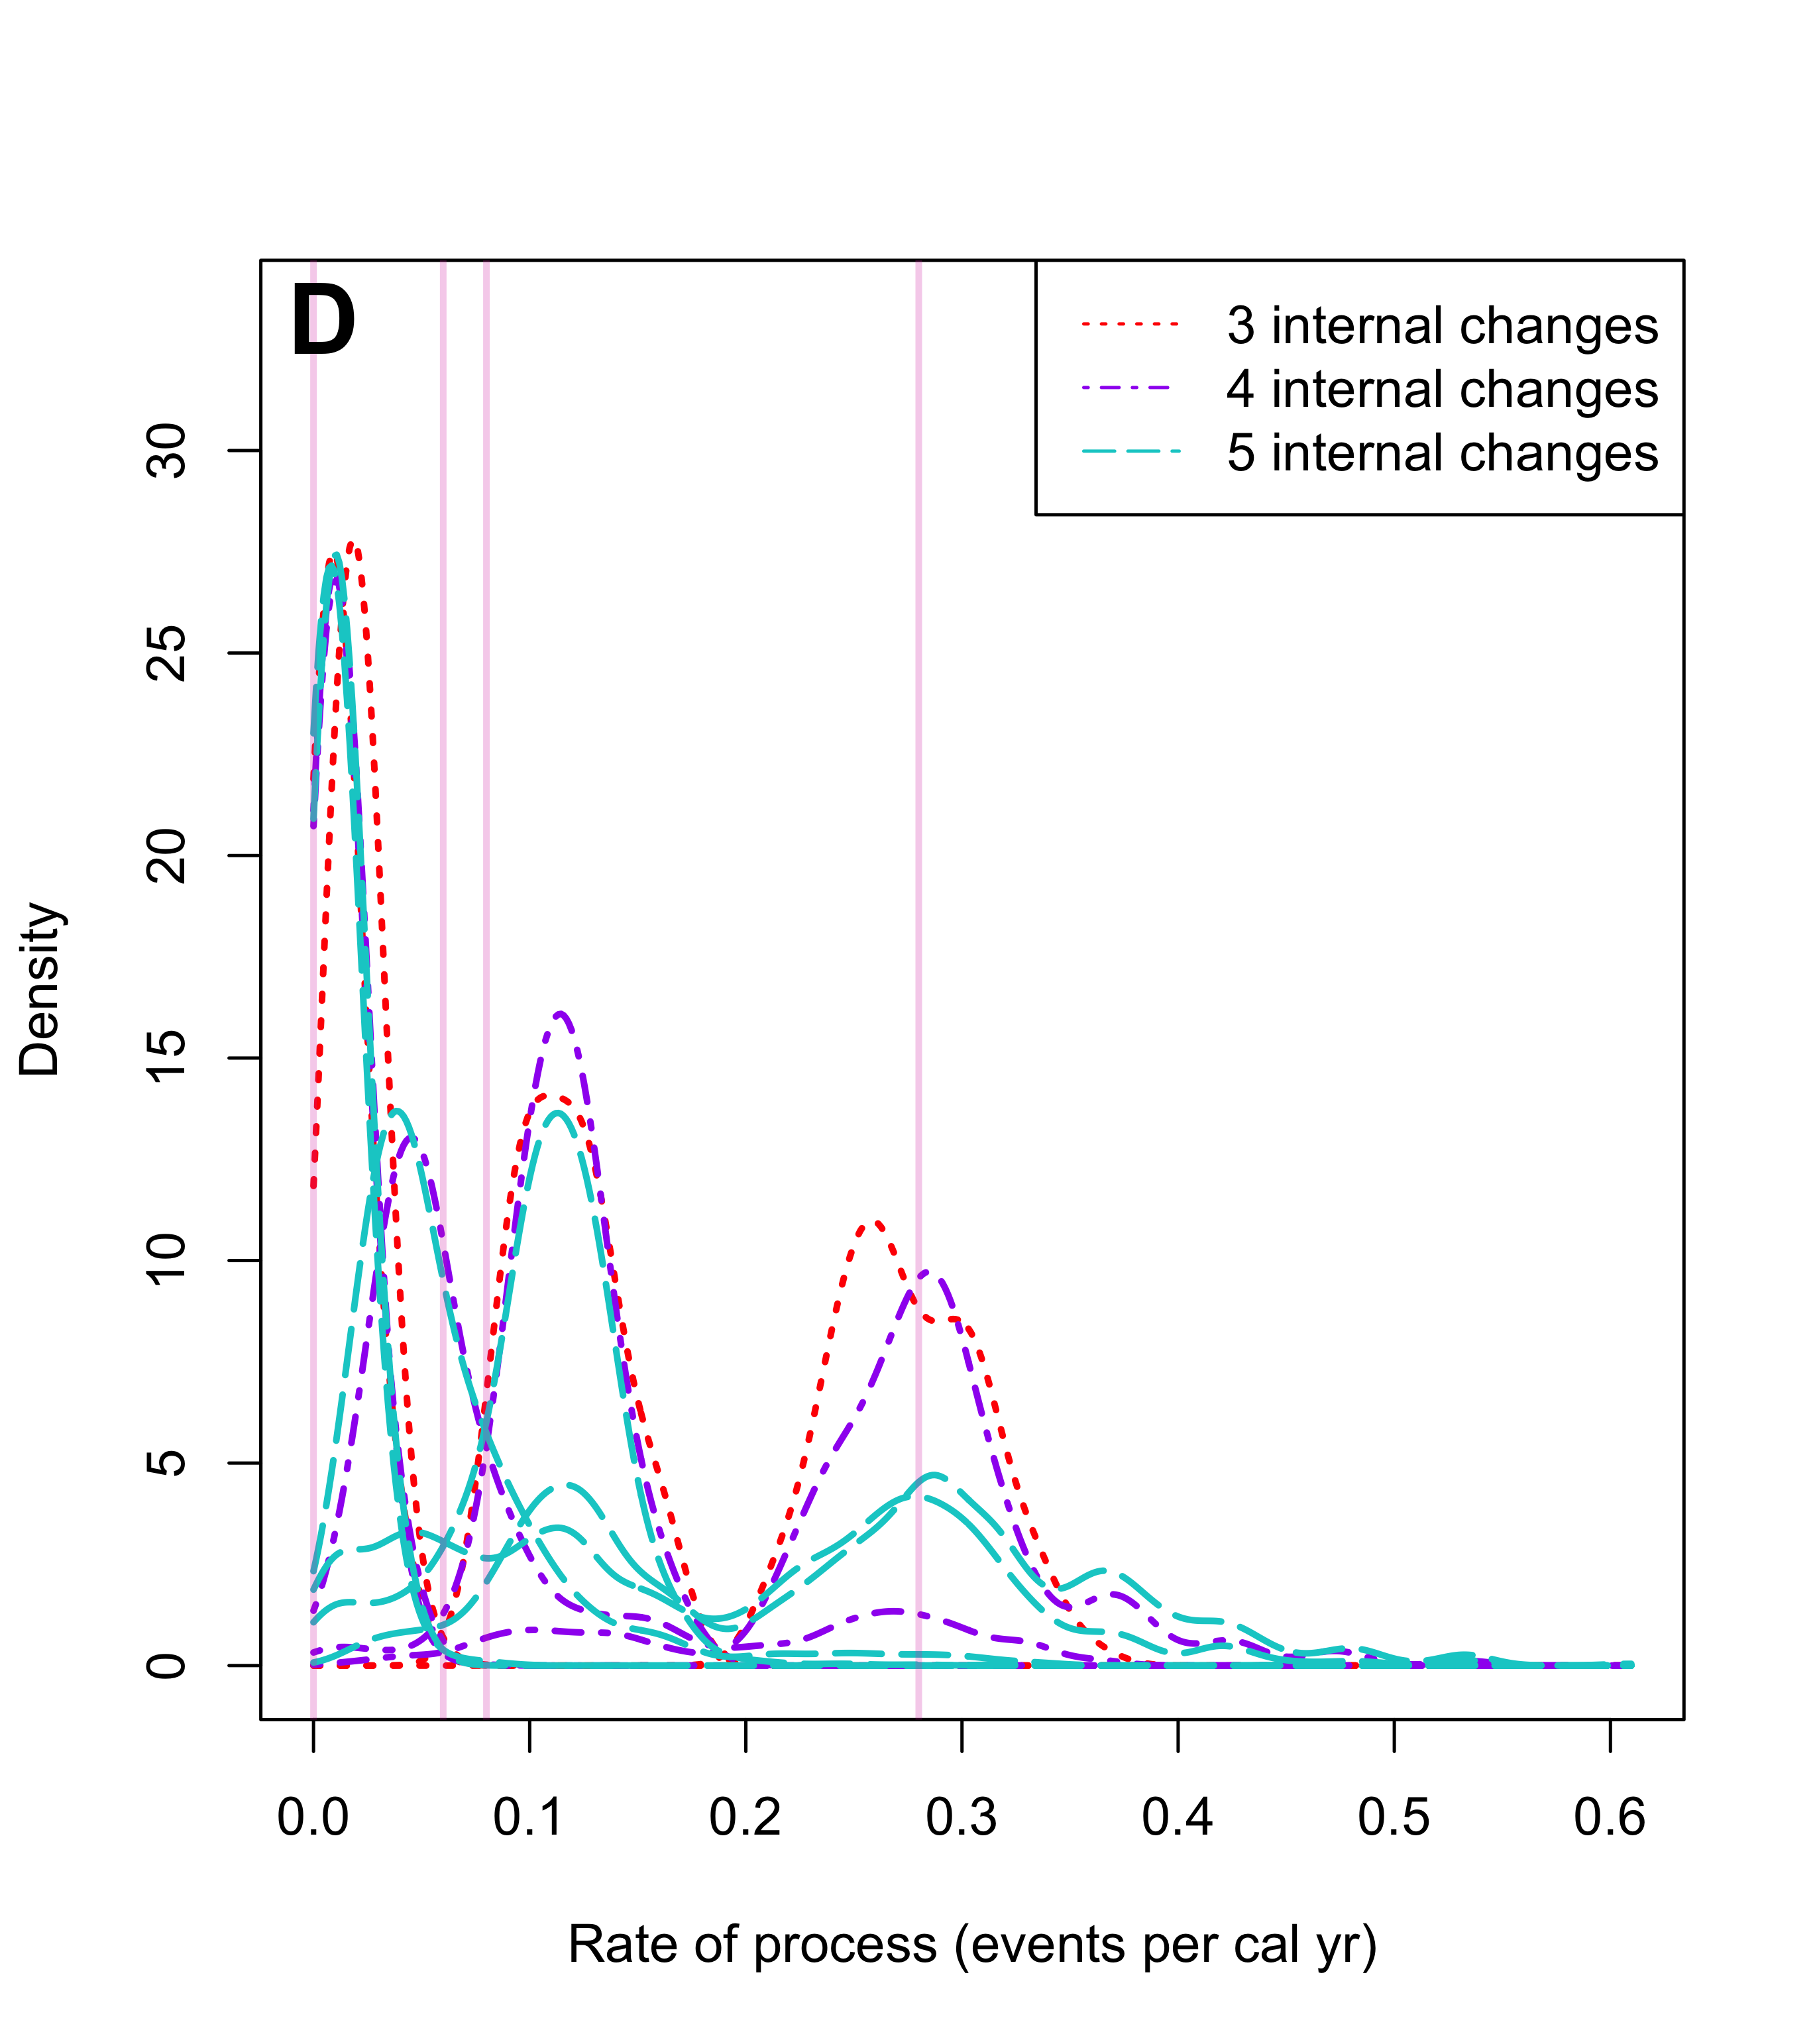 D
3 internal changes
4 internal changes
5 internal changes
30
25
20
15
10
5
0
Density
0.0 0.1 0.2 0.3 0.4 0.5 0.6
Rate of process (events per cal yr)